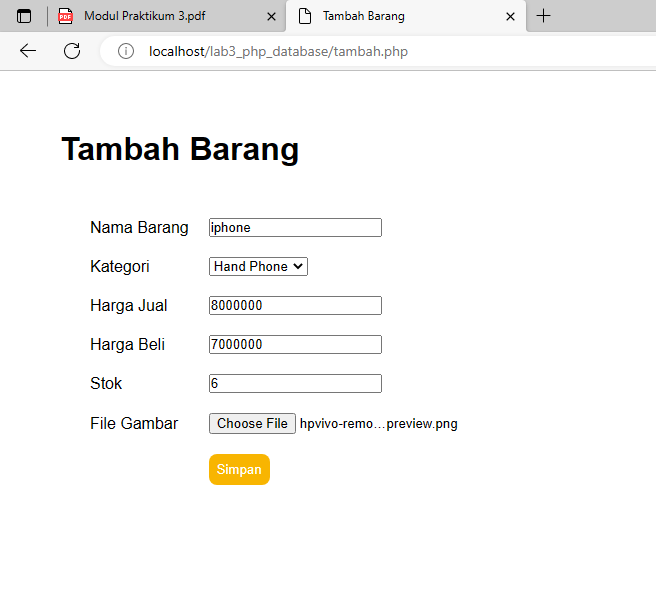 Modul Praktikum 3.pdf
Tambah Barang
localhost/lab3_php_database/tambah.php
Tambah Barang
Nama Barang iphone
Kategori Hand Phone
Harga Jual 8000000
Harga Beli 7000000
Stok 6
File Gambar Choose File hpvivo-remo...preview.png
Simpan